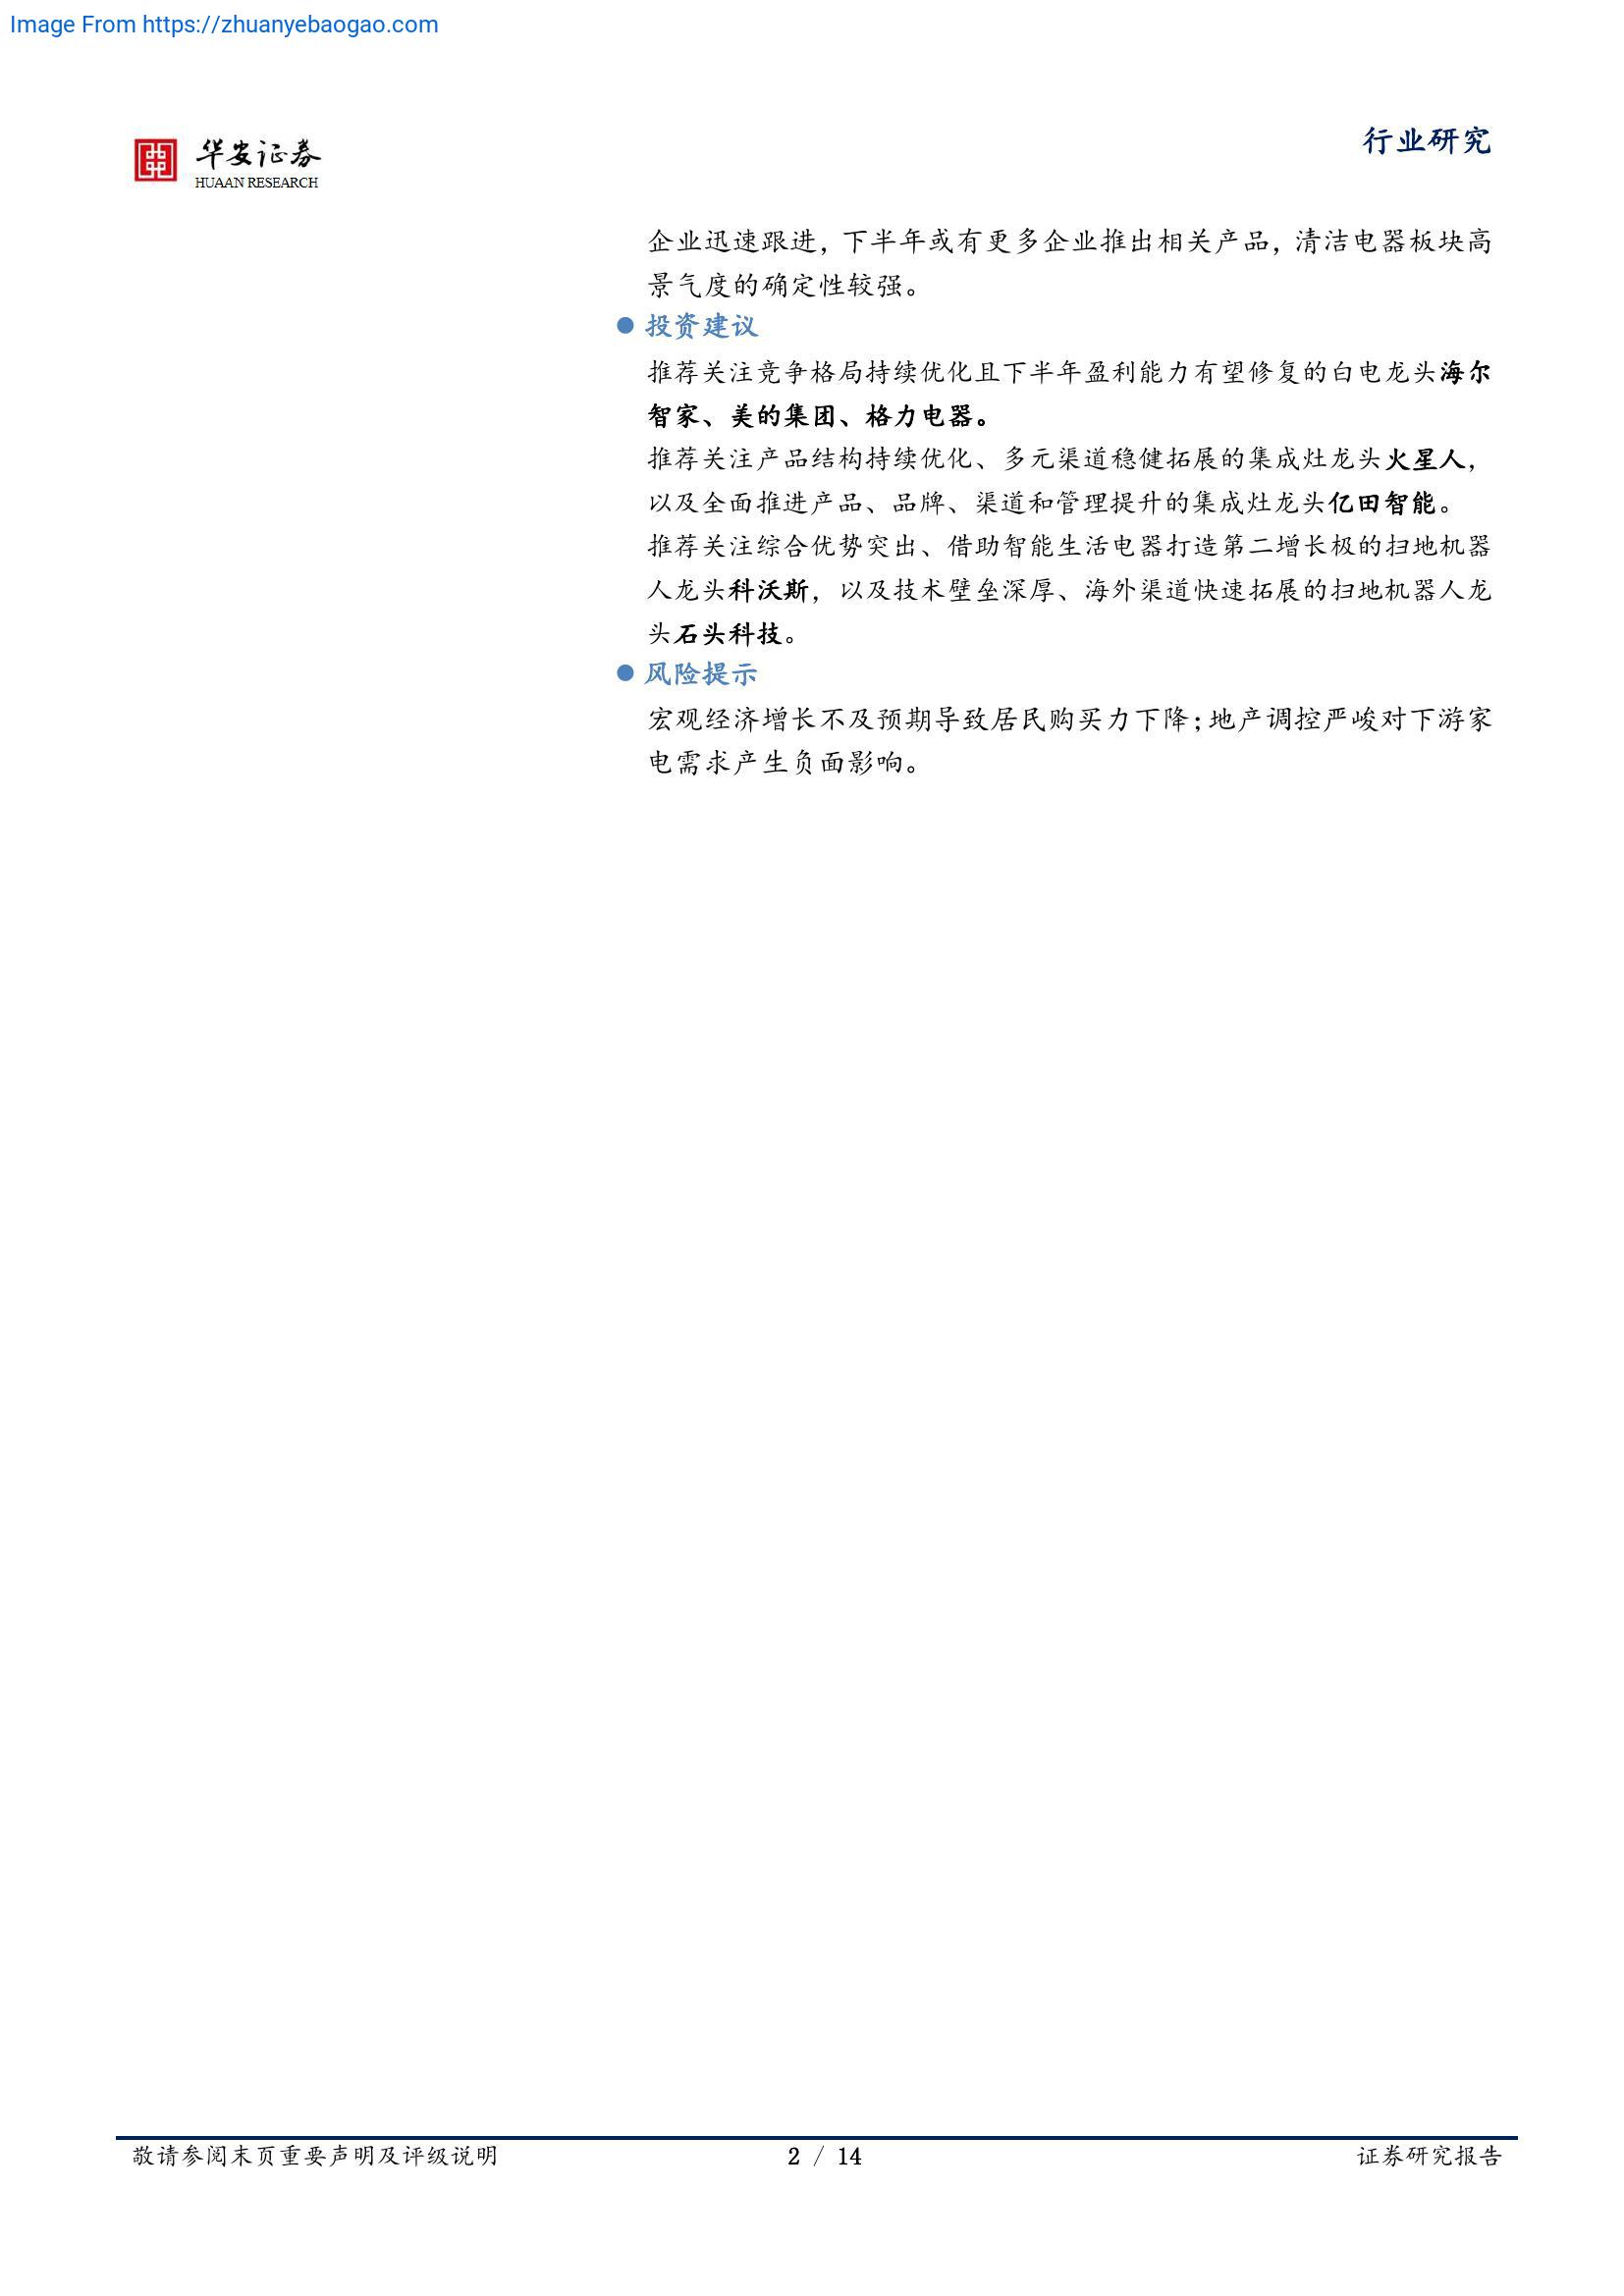 Image From https://zhuanyebaogao.com
华安证券
HUAAN RESEARCH
行业研究
企业迅速跟进，下半年或有更多企业推出相关产品，清洁电器板块高
景气度的确定性较强。
● 投资建议
推荐关注竞争格局持续优化且下半年盈利能力有望修复的白电龙头海尔
智家、美的集团、格力电器。
推荐关注产品结构持续优化、多元渠道稳健拓展的集成灶龙头火星人，
以及全面推进产品、品牌、渠道和管理提升的集成灶龙头亿田智能。
推荐关注综合优势突出、借助智能生活电器打造第二增长极的扫地机器
人龙头科沃斯，以及技术壁垒深厚、海外渠道快速拓展的扫地机器人龙
头石头科技。
● 风险提示
宏观经济增长不及预期导致居民购买力下降；地产调控严峻对下游家
电需求产生负面影响。
敬请参阅末页重要声明及评级说明
2 / 14
证券研究报告